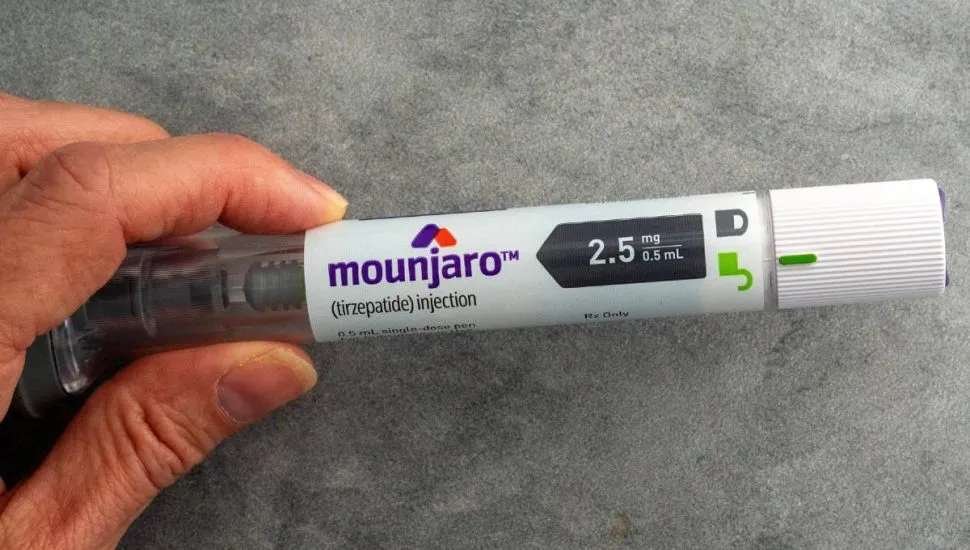 mounjaro™
(tirzepatide) injection
0.5 mL single-dose pen
2.5 mg
0.5 mL
Rx Only